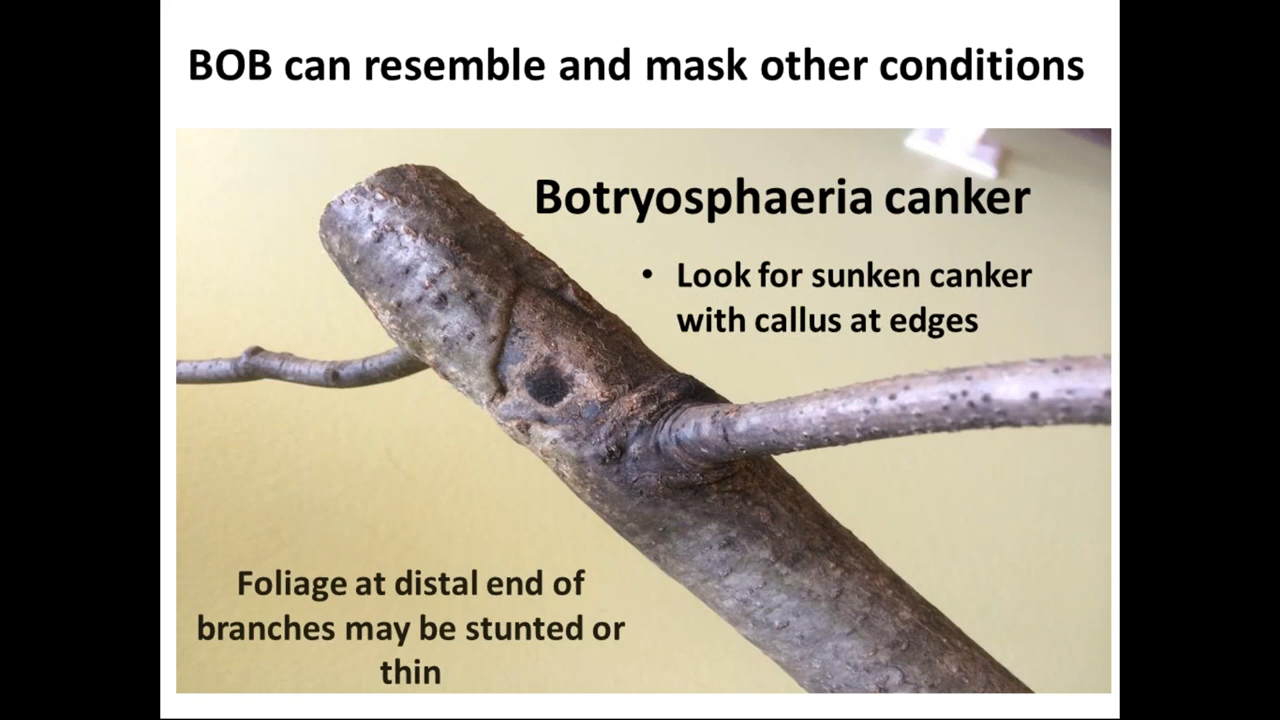 BOB can resemble and mask other conditions
Botryosphaeria canker
• Look for sunken canker
with callus at edges
Foliage at distal end of
branches may be stunted or
thin